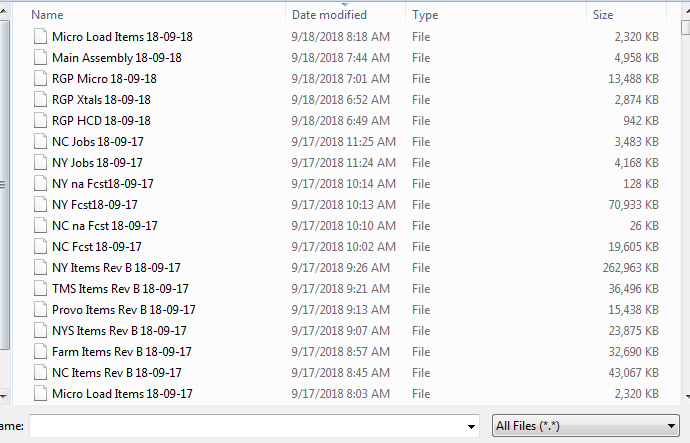 Name Date modified Type Size
Micro Load Items 18-09-18 9/18/2018 8:18 AM File 2,320 KB
Main Assembly 18-09-18 9/18/2018 7:44 AM File 4,958 KB
RGP Micro 18-09-18 9/18/2018 7:01 AM File 13,488 KB
RGP Xtals 18-09-18 9/18/2018 6:52 AM File 2,874 KB
RGP HCD 18-09-18 9/18/2018 6:49 AM File 942 KB
NC Jobs 18-09-17 9/17/2018 11:25 AM File 3,483 KB
NY Jobs 18-09-17 9/17/2018 11:24 AM File 4,168 KB
NY na Fcst18-09-17 9/17/2018 10:14 AM File 128 KB
NY Fcst18-09-17 9/17/2018 10:13 AM File 70,933 KB
NC na Fcst 18-09-17 9/17/2018 10:10 AM File 26 KB
NC Fcst 18-09-17 9/17/2018 10:02 AM File 19,605 KB
NY Items Rev B 18-09-17 9/17/2018 9:26 AM File 262,963 KB
TMS Items Rev B 18-09-17 9/17/2018 9:21 AM File 36,496 KB
Provo Items Rev B 18-09-17 9/17/2018 9:13 AM File 15,438 KB
NYS Items Rev B 18-09-17 9/17/2018 9:07 AM File 23,875 KB
Farm Items Rev B 18-09-17 9/17/2018 8:57 AM File 32,690 KB
NC Items Rev B 18-09-17 9/17/2018 8:45 AM File 43,067 KB
Micro Load Items 18-09-17 9/17/2018 8:03 AM File 2,320 KB
ame: All Files (*.*)